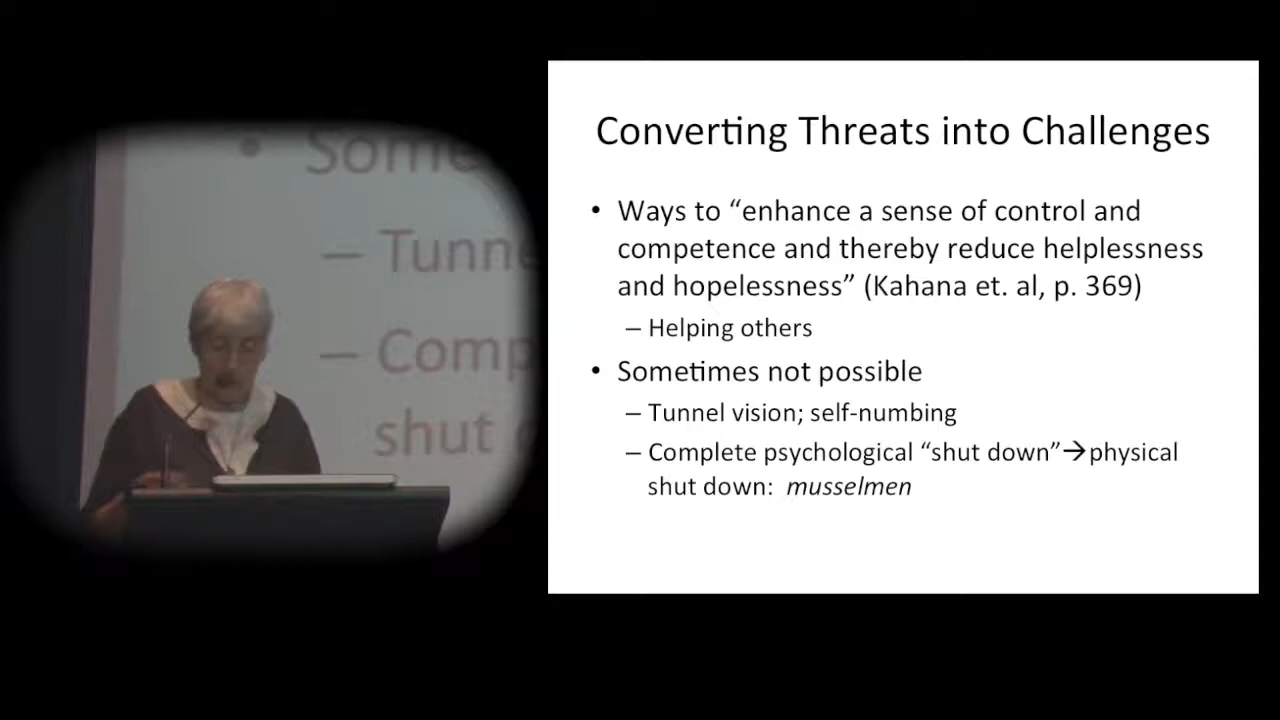 Some
– Tunne
– Comp
shut
Converting Threats into Challenges
• Ways to “enhance a sense of control and
competence and thereby reduce helplessness
and hopelessness” (Kahana et. al, p. 369)
– Helping others
• Sometimes not possible
– Tunnel vision; self-numbing
– Complete psychological “shut down”→physical
shut down: musselmen